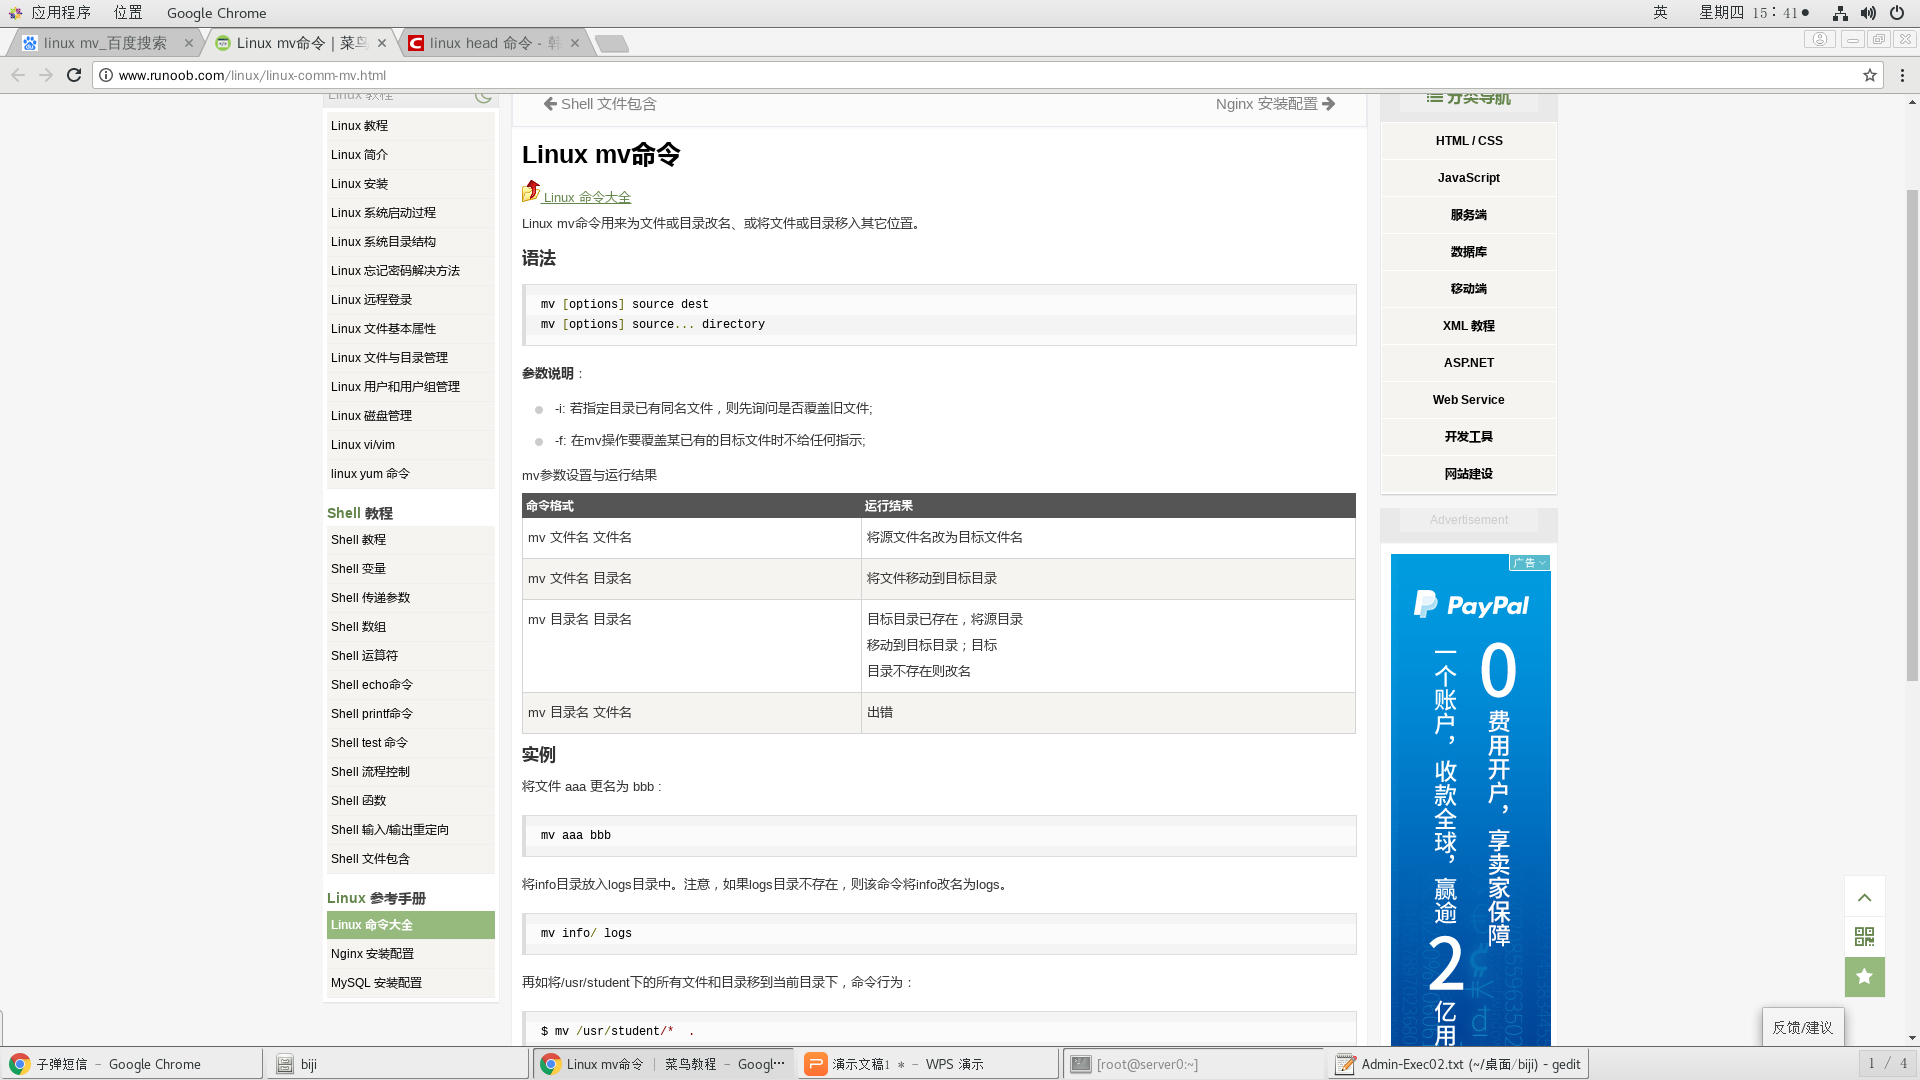 应用程序 位置 Google Chrome 英 星期四 15：41
linux mv_百度搜索 Linux mv命令 | 菜鸟 linux head 命令 - 韩
www.runoob.com/linux/linux-comm-mv.html
Linux 教程
Linux 教程
Linux 简介
Linux 安装
Linux 系统启动过程
Linux 系统目录结构
Linux 忘记密码解决方法
Linux 远程登录
Linux 文件基本属性
Linux 文件与目录管理
Linux 用户和用户组管理
Linux 磁盘管理
Linux vi/vim
linux yum 命令
Shell 教程
Shell 教程
Shell 变量
Shell 传递参数
Shell 数组
Shell 运算符
Shell echo命令
Shell printf命令
Shell test 命令
Shell 流程控制
Shell 函数
Shell 输入/输出重定向
Shell 文件包含
Linux 参考手册
Linux 命令大全
Nginx 安装配置
MySQL 安装配置
Shell 文件包含 Nginx 安装配置
Linux mv命令
Linux 命令大全
Linux mv命令用来为文件或目录改名、或将文件或目录移入其它位置。
语法
mv [options] source dest
mv [options] source... directory
参数说明：
-i: 若指定目录已有同名文件，则先询问是否覆盖旧文件;
-f: 在mv操作要覆盖某已有的目标文件时不给任何指示;
mv参数设置与运行结果
命令格式 运行结果
mv 文件名 文件名 将源文件名改为目标文件名
mv 文件名 目录名 将文件移动到目标目录
mv 目录名 目录名 目标目录已存在，将源目录
移动到目标目录；目标
目录不存在则改名
mv 目录名 文件名 出错
实例
将文件 aaa 更名为 bbb :
mv aaa bbb
将info目录放入logs目录中。注意，如果logs目录不存在，则该命令将info改名为logs。
mv info/ logs
再如将/usr/student下的所有文件和目录移到当前目录下，命令行为：
$ mv /usr/student/*  .
分类导航
HTML / CSS
JavaScript
服务端
数据库
移动端
XML 教程
ASP.NET
Web Service
开发工具
网站建设
Advertisement
广告
PayPal
0费用开户，享卖家保障
一个账户，收款全球，赢逾2亿用
反馈/建议
子弹短信 － Google Chrome biji Linux mv命令 ｜ 菜鸟教程 － Googl… 演示文稿1 * － WPS 演示 [root@server0:~] Admin-Exec02.txt (~/桌面/biji) - gedit 1 / 4